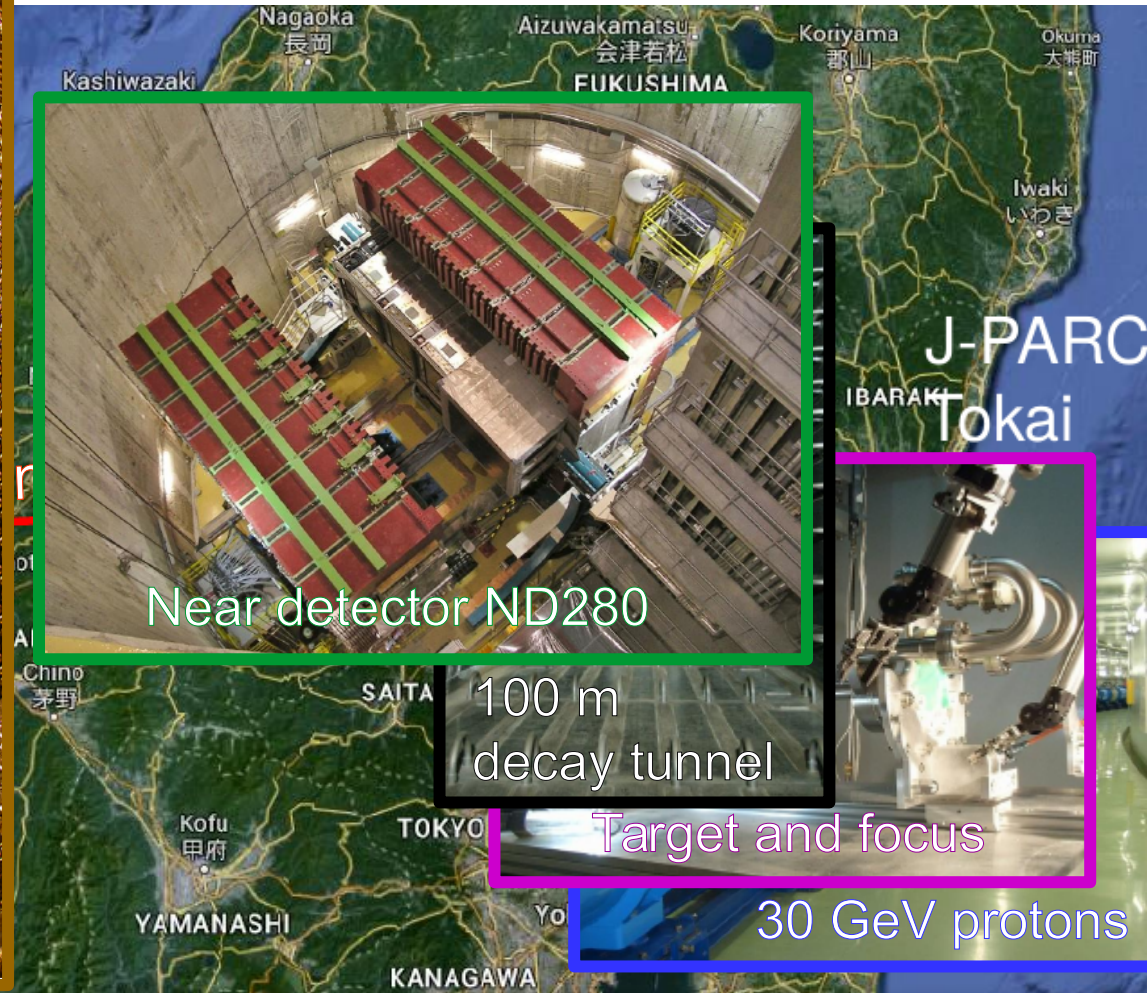 Nagaoka
長岡
Aizuwakamatsu
会津若松
Koriyama
郡山
Okuma
大熊町
Kashiwazaki
FUKUSHIMA
Iwaki
いわき
J-PARC
IBARAKI
Tokai
Near detector ND280
Chino
茅野
SAITA
100 m
decay tunnel
Kofu
甲府
TOKYO
Target and focus
YAMANASHI
Yo
30 GeV protons
KANAGAWA